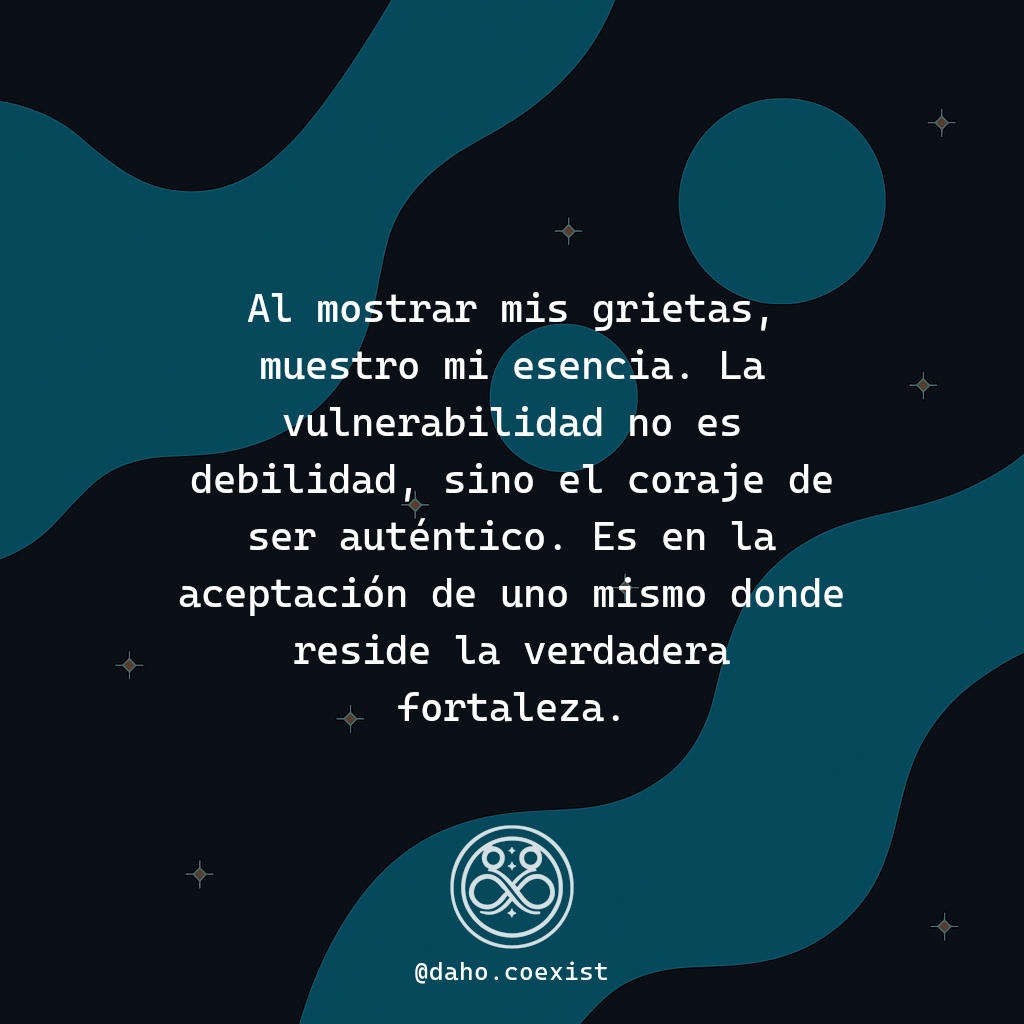 Al mostrar mis grietas,
muestro mi esencia. La
vulnerabilidad no es
debilidad, sino el coraje de
ser auténtico. Es en la
aceptación de uno mismo donde
reside la verdadera
fortaleza.
@daho.coexist